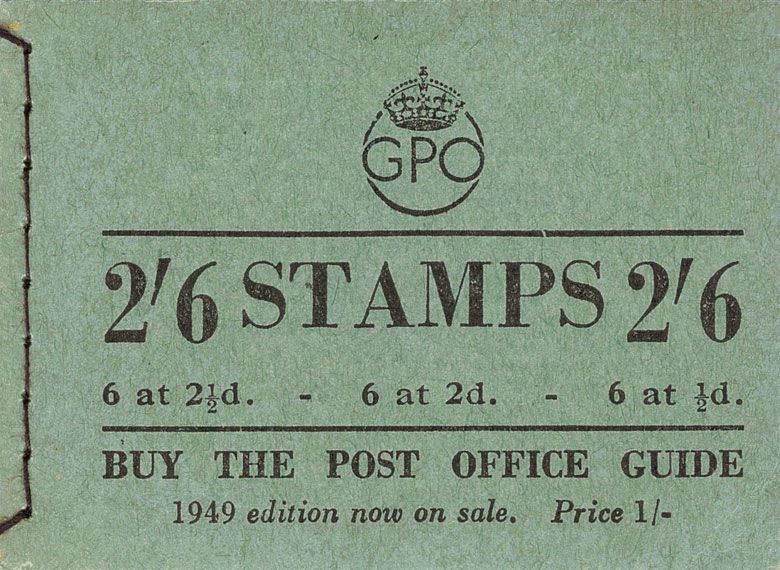 GPO
2'6 STAMPS 2'6
6 at 2½d. - 6 at 2d. - 6 at ½d.
BUY THE POST OFFICE GUIDE
1949 edition now on sale. Price 1/-